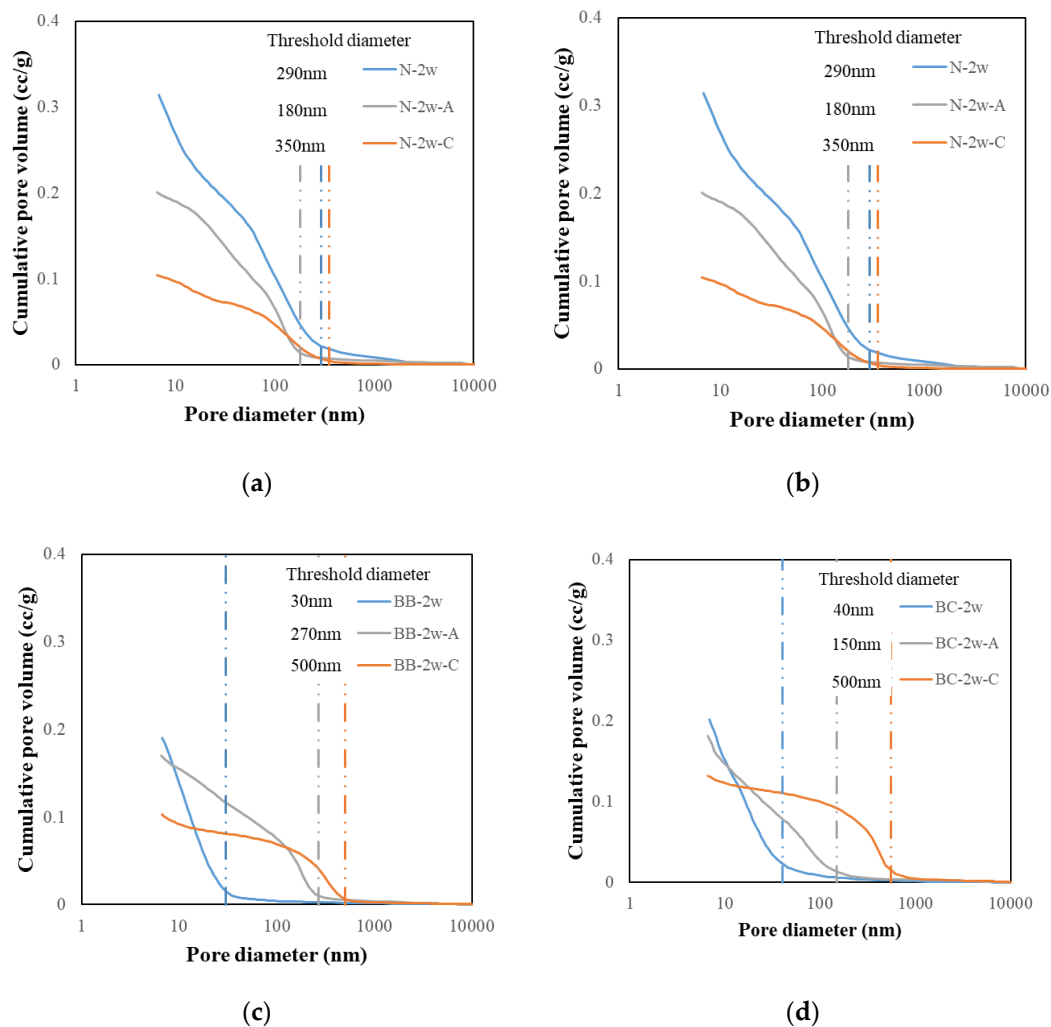 0.4
0.3
0.2
0.1
0
Cumulative pore volume (cc/g)
Threshold diameter
290nm N-2w
180nm N-2w-A
350nm N-2w-C
1 10 100 1000 10000
Pore diameter (nm)
(a)
0.4
0.3
0.2
0.1
0
Cumulative pore volume (cc/g)
Threshold diameter
290nm N-2w
180nm N-2w-A
350nm N-2w-C
1 10 100 1000 10000
Pore diameter (nm)
(b)
0.4
0.3
0.2
0.1
0
Cumulative pore volume (cc/g)
Threshold diameter
30nm BB-2w
270nm BB-2w-A
500nm BB-2w-C
1 10 100 1000 10000
Pore diameter (nm)
(c)
0.4
0.3
0.2
0.1
0
Cumulative pore volume (cc/g)
Threshold diameter
40nm BC-2w
150nm BC-2w-A
500nm BC-2w-C
1 10 100 1000 10000
Pore diameter (nm)
(d)